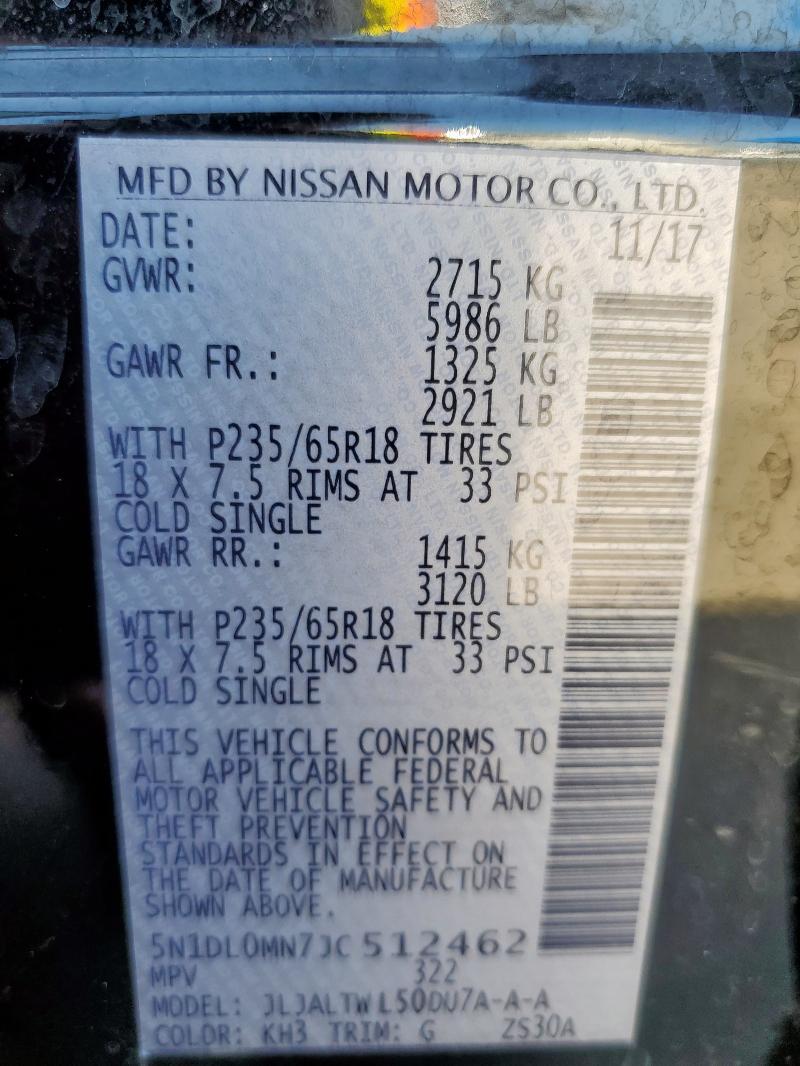 MFD BY NISSAN MOTOR CO., LTD.
DATE: 11/17
GVWR: 2715 KG
5986 LB
GAWR FR.: 1325 KG
2921 LB
WITH P235/65R18 TIRES
18 X 7.5 RIMS AT 33 PSI
COLD SINGLE
GAWR RR.: 1415 KG
3120 LB
WITH P235/65R18 TIRES
18 X 7.5 RIMS AT 33 PSI
COLD SINGLE
THIS VEHICLE CONFORMS TO
ALL APPLICABLE FEDERAL
MOTOR VEHICLE SAFETY AND
THEFT PREVENTION
STANDARDS IN EFFECT ON
THE DATE OF MANUFACTURE
SHOWN ABOVE.
5N1DL0MN7JC512462
MPV 322
MODEL: JLJALTWL50DU7A-A-A
COLOR: KH3 TRIM: G ZS30A